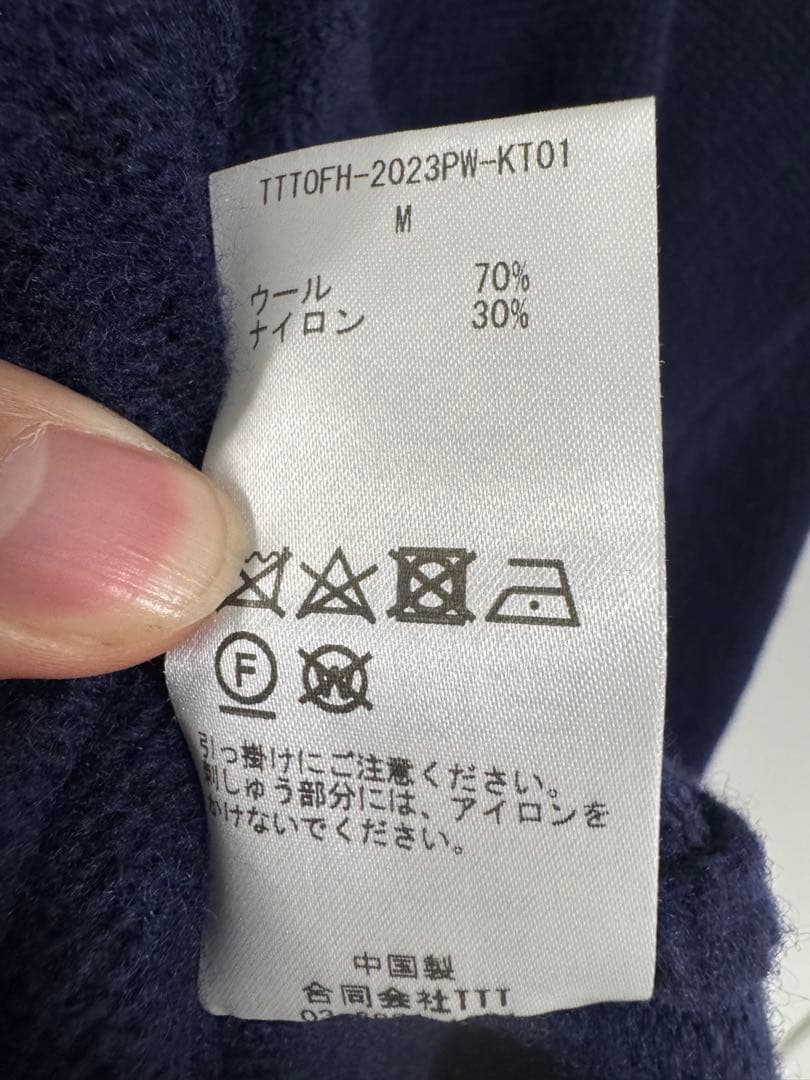 TTTOFH-2023PW-KT01
M
ウール 70%
ナイロン 30%
F
W
引っ掛けにご注意ください。
刺しゅう部分には、アイロンを
かけないでください。
中国製
合同会社TTT